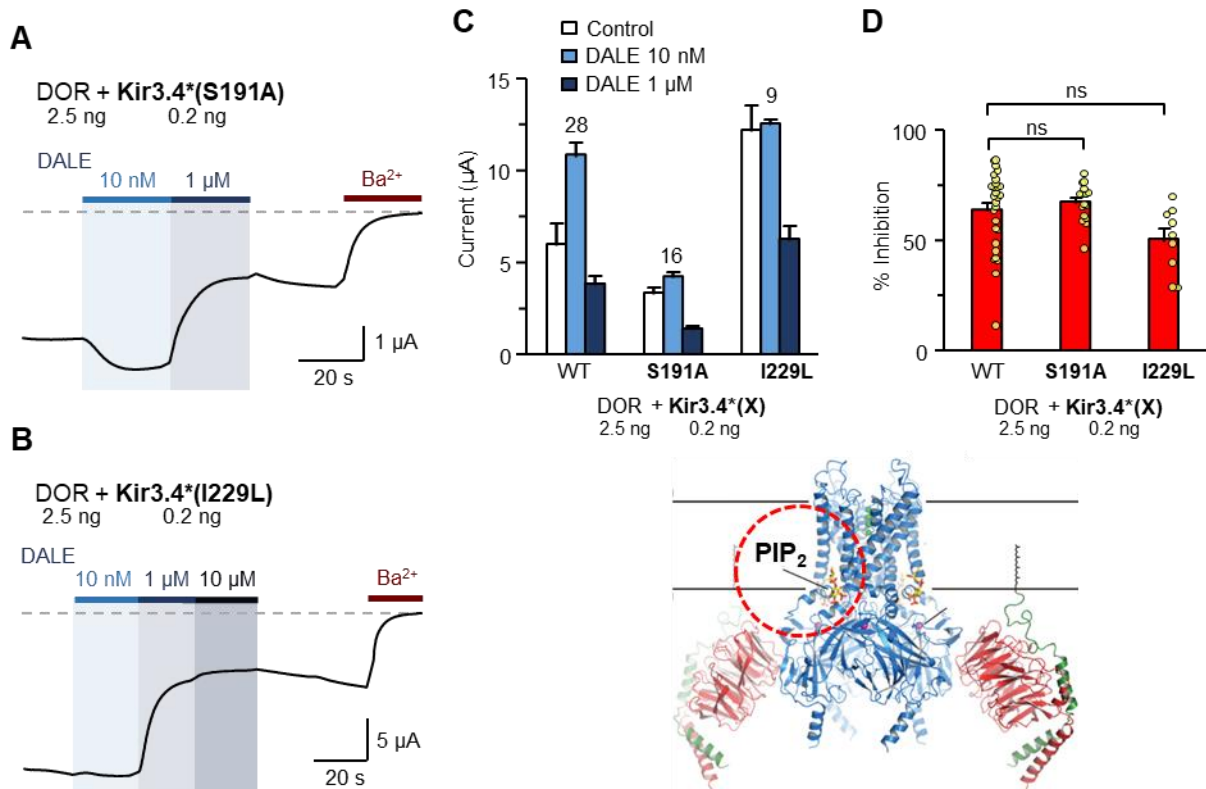 A
DOR + Kir3.4*(S191A)
2.5 ng 0.2 ng
DALE
10 nM 1 µM Ba²⁺
1 µA
20 s
B
DOR + Kir3.4*(I229L)
2.5 ng 0.2 ng
DALE
10 nM 1 µM 10 µM Ba²⁺
5 µA
20 s
C
Control
DALE 10 nM
DALE 1 µM
Current (µA)
15
10
5
0
28
16
9
WT S191A I229L
DOR + Kir3.4*(X)
2.5 ng 0.2 ng
D
ns
ns
% Inhibition
100
50
0
WT S191A I229L
DOR + Kir3.4*(X)
2.5 ng 0.2 ng
PIP₂